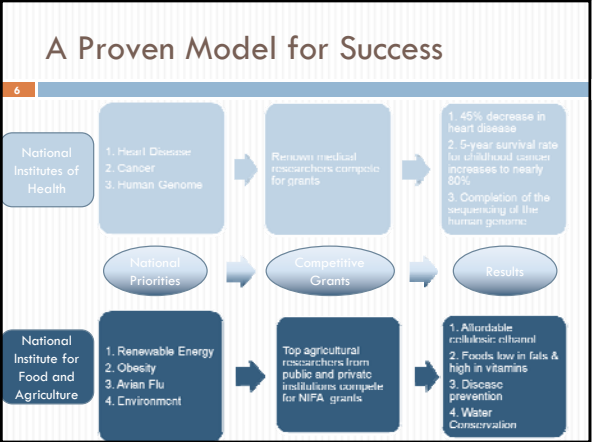 A Proven Model for Success
6
National
Institutes of
Health
1. Heart Disease
2. Cancer
3. Human Genome
Renown medical
researchers compete
for grants
1. 45% decrease in
heart disease
2. 5-year survival rate
for childhood cancer
increases to nearly
80%
3. Completion of the
sequencing of the
human genome
National
Priorities
Competitive
Grants
Results
National
Institute for
Food and
Agriculture
1. Renewable Energy
2. Obesity
3. Avian Flu
4. Environment
Top agricultural
researchers from
public and private
institutions compete
for NIFA grants
1. Affordable
cellulosic ethanol
2. Foods low in fats &
high in vitamins
3. Disease
prevention
4. Water
Conservation